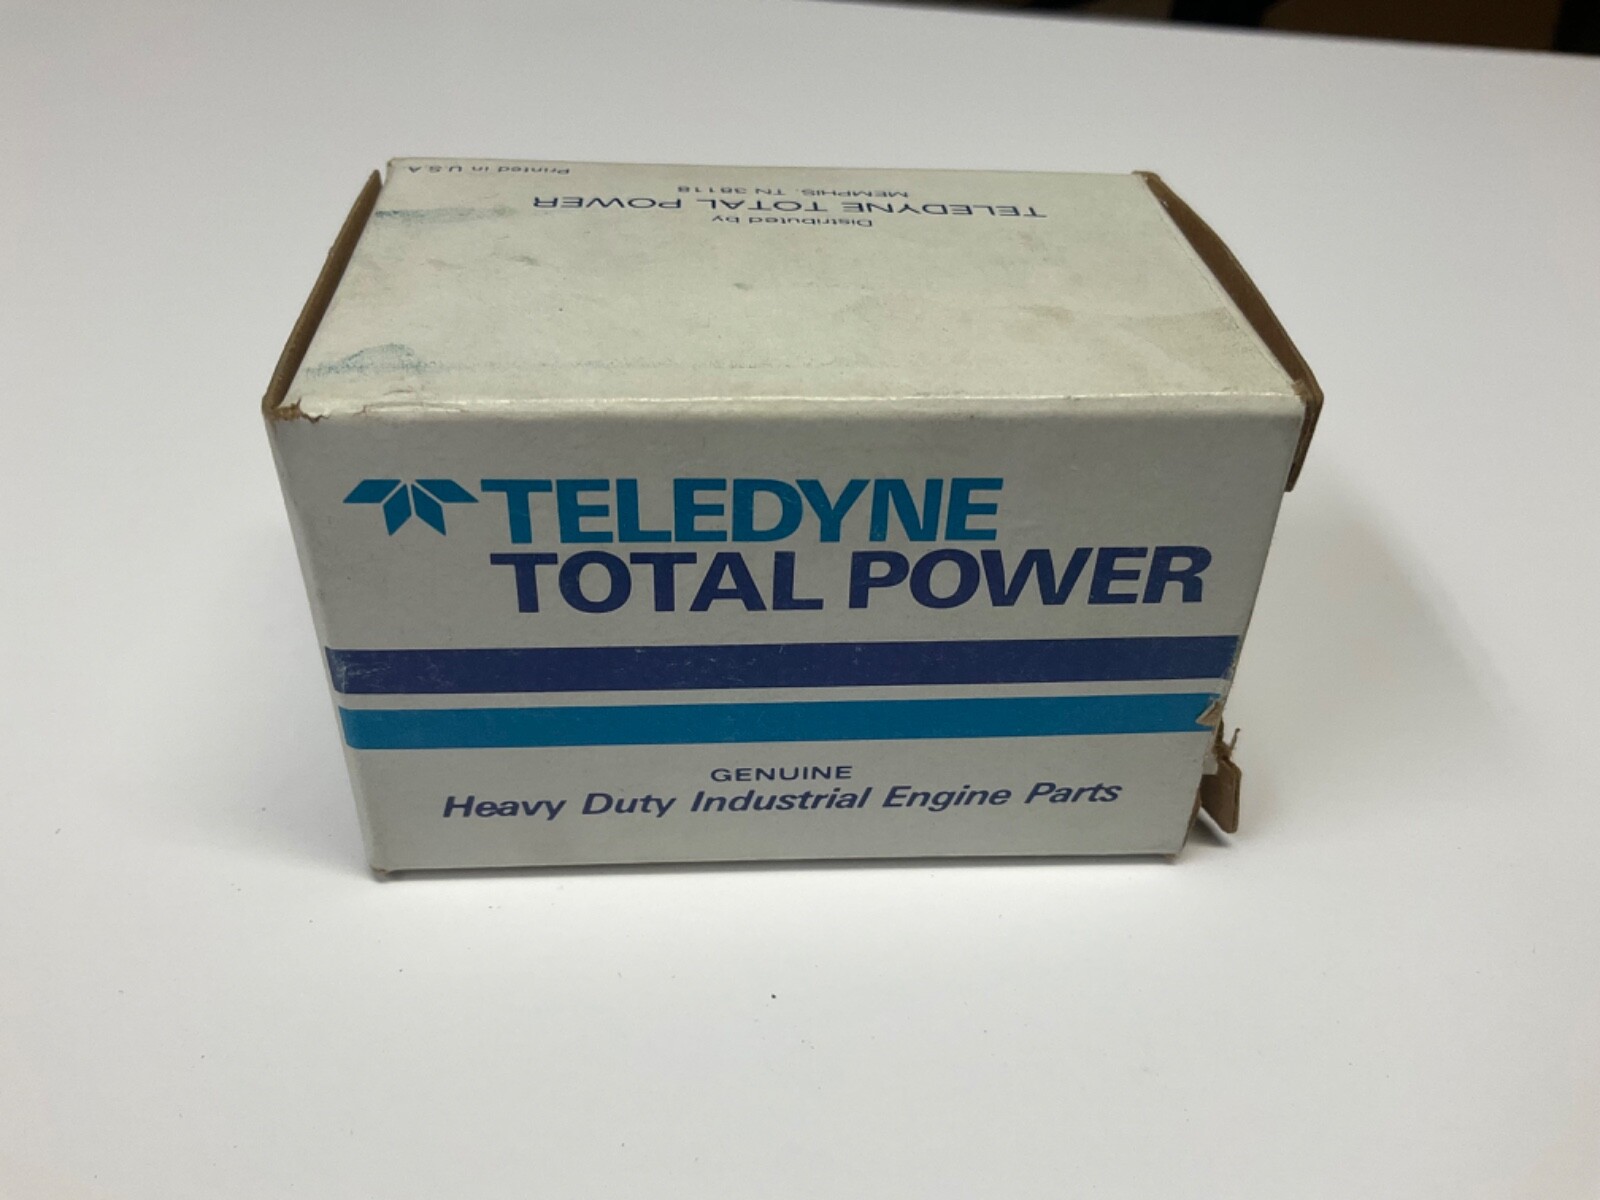 TELEDYNE
TOTAL POWER
GENUINE
Heavy Duty Industrial Engine Parts
Distributed by
TELEDYNE TOTAL POWER
MEMPHIS, TN 38118
Printed in U.S.A